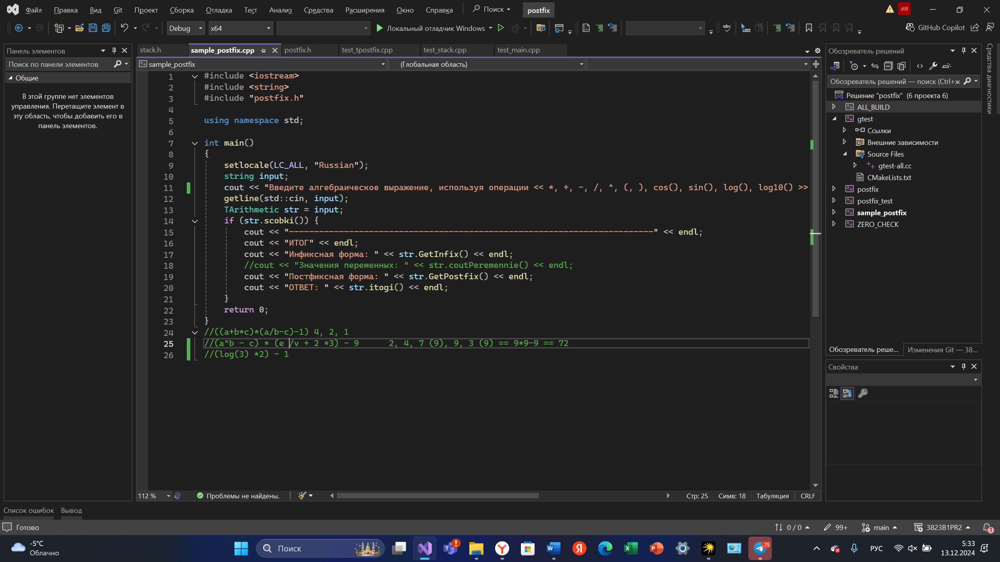 Файл Правка Вид Git Проект Сборка Отладка Тест Анализ Средства Расширения Окно Справка Поиск postfix ИЯ
Debug x64 Локальный отладчик Windows GitHub Copilot
Панель элементов
Поиск по панели элементов
Общие
В этой группе нет элементов
управления. Перетащите элемент в
эту область, чтобы добавить его в
панель элементов.
stack.h sample_postfix.cpp postfix.h test_tpostfix.cpp test_stack.cpp test_main.cpp
sample_postfix (Глобальная область)
1 #include <iostream>
2 #include <string>
3 #include "postfix.h"
4
5 using namespace std;
6
7 int main()
8 {
9 setlocale(LC_ALL, "Russian");
10 string input;
11 cout << "Введите алгебраическое выражение, используя операции << *, +, -, /, ^, (, ), cos(), sin(), log(), log10() >>
12 getline(std::cin, input);
13 TArithmetic str = input;
14 if (str.scobki()) {
15 cout << "-------------------------------------------------------------------------" << endl;
16 cout << "ИТОГ" << endl;
17 cout << "Инфиксная форма: " << str.GetInfix() << endl;
18 //cout << "Значения переменных: " << str.coutPeremennie() << endl;
19 cout << "Постфиксная форма: " << str.GetPostfix() << endl;
20 cout << "ОТВЕТ: " << str.itogi() << endl;
21 }
22 return 0;
23 }
24 //((a+b*c)*(a/b-c)-1) 4, 2, 1
25 //(a^b - c) * (e /v + 2 *3) - 9      2, 4, 7 (9), 9, 3 (9) == 9*9-9 == 72
26 //(log(3) *2) - 1
112 % Проблемы не найдены. Стр: 25 Симв: 18 Табуляция CRLF
Обозреватель решений
Обозреватель решений — поиск (Ctrl+ж
Решение "postfix" (6 проекта 6)
ALL_BUILD
gtest
Ссылки
Внешние зависимости
Source Files
gtest-all.cc
CMakeLists.txt
postfix
postfix_test
sample_postfix
ZERO_CHECK
Обозреватель реше... Изменения Git — 38...
Свойства
Средства диагностики
Список ошибок Вывод
Готово 0 / 0 99+ main 3823B1PR2 1
-5°C
Облачно
Поиск
..75
РУС
5:33
13.12.2024